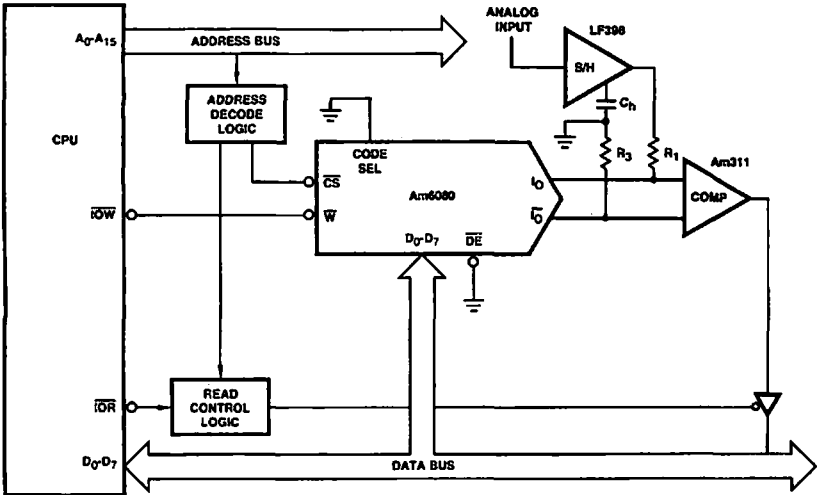 ANALOG
INPUT
LF398
A0-A15
ADDRESS BUS
S/H
ADDRESS
DECODE
LOGIC
Ch
CPU
CODE
SEL
R3
R1
Am311
CS
Am6080
IO
COMP
IOW
W
IO
D0-D7
DE
IOR
READ
CONTROL
LOGIC
D0-D7
DATA BUS